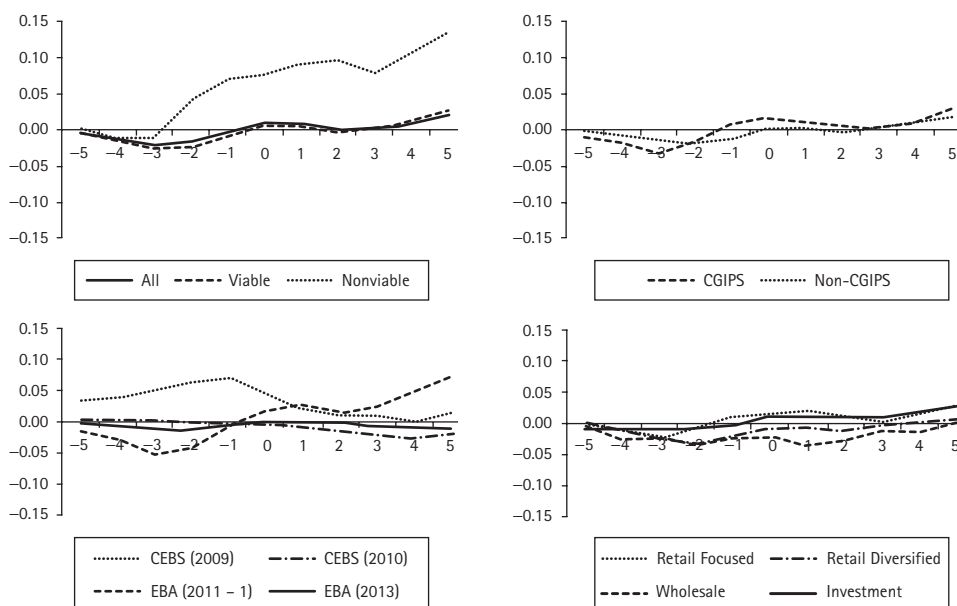 0.15
0.10
0.05
0.00
−0.05
−0.10
−0.15
−5 −4 −3 −2 −1 0 1 2 3 4 5
All Viable Nonviable
0.15
0.10
0.05
0.00
−0.05
−0.10
−0.15
−5 −4 −3 −2 −1 0 1 2 3 4 5
CGIPS Non-CGIPS
0.15
0.10
0.05
0.00
−0.05
−0.10
−0.15
−5 −4 −3 −2 −1 0 1 2 3 4 5
CEBS (2009) CEBS (2010)
EBA (2011 – 1) EBA (2013)
0.15
0.10
0.05
0.00
−0.05
−0.10
−0.15
−5 −4 −3 −2 −1 0 1 2 3 4 5
Retail Focused Retail Diversified
Wholesale Investment